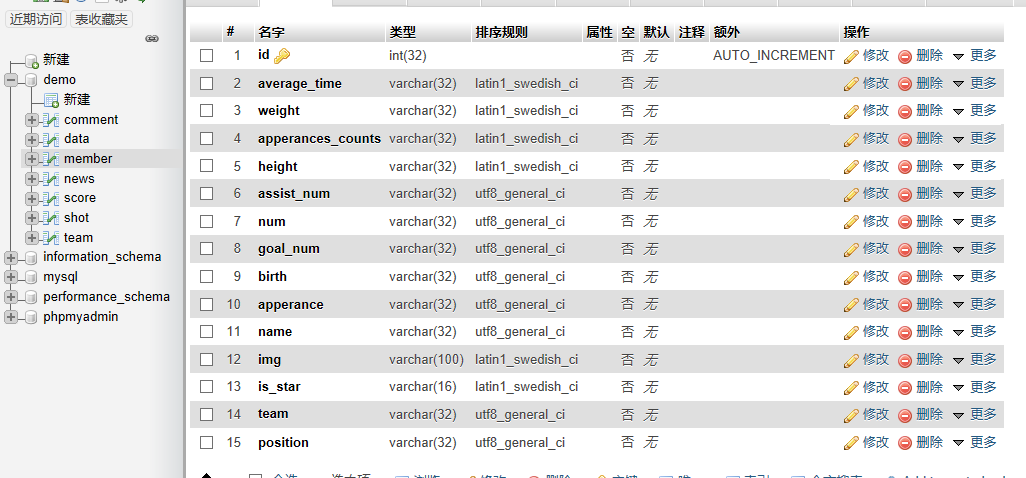 近期访问 表收藏夹
新建
demo
新建
comment
data
member
news
score
shot
team
information_schema
mysql
performance_schema
phpmyadmin
# 名字 类型 排序规则 属性 空 默认 注释 额外 操作
1 id int(32) 否 无 AUTO_INCREMENT 修改 删除 更多
2 average_time varchar(32) latin1_swedish_ci 否 无 修改 删除 更多
3 weight varchar(32) latin1_swedish_ci 否 无 修改 删除 更多
4 apperances_counts varchar(32) latin1_swedish_ci 否 无 修改 删除 更多
5 height varchar(32) latin1_swedish_ci 否 无 修改 删除 更多
6 assist_num varchar(32) utf8_general_ci 否 无 修改 删除 更多
7 num varchar(32) utf8_general_ci 否 无 修改 删除 更多
8 goal_num varchar(32) utf8_general_ci 否 无 修改 删除 更多
9 birth varchar(32) utf8_general_ci 否 无 修改 删除 更多
10 apperance varchar(32) utf8_general_ci 否 无 修改 删除 更多
11 name varchar(32) utf8_general_ci 否 无 修改 删除 更多
12 img varchar(100) latin1_swedish_ci 否 无 修改 删除 更多
13 is_star varchar(16) latin1_swedish_ci 否 无 修改 删除 更多
14 team varchar(32) utf8_general_ci 否 无 修改 删除 更多
15 position varchar(32) utf8_general_ci 否 无 修改 删除 更多